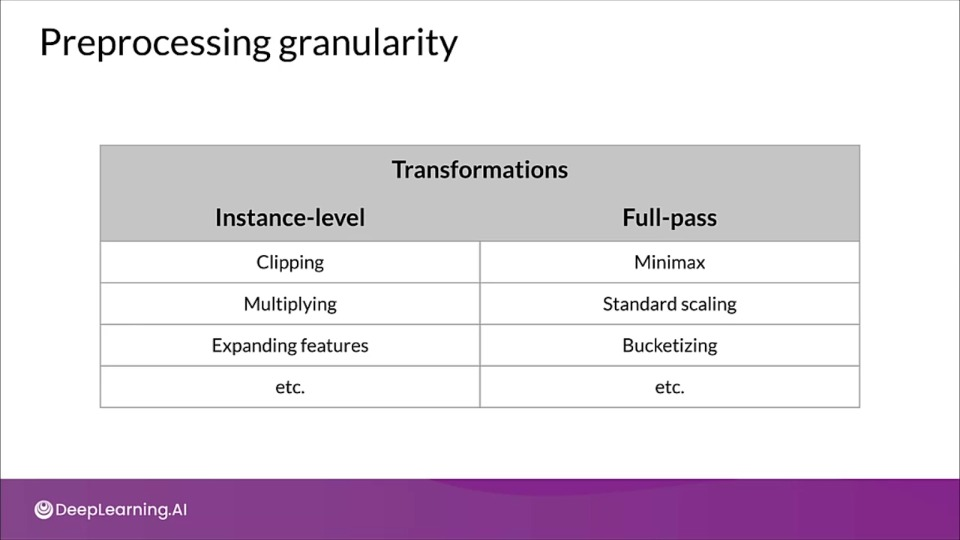 Preprocessing granularity
Transformations
Instance-level Full-pass
Clipping Minimax
Multiplying Standard scaling
Expanding features Bucketizing
etc. etc.
DeepLearning.AI